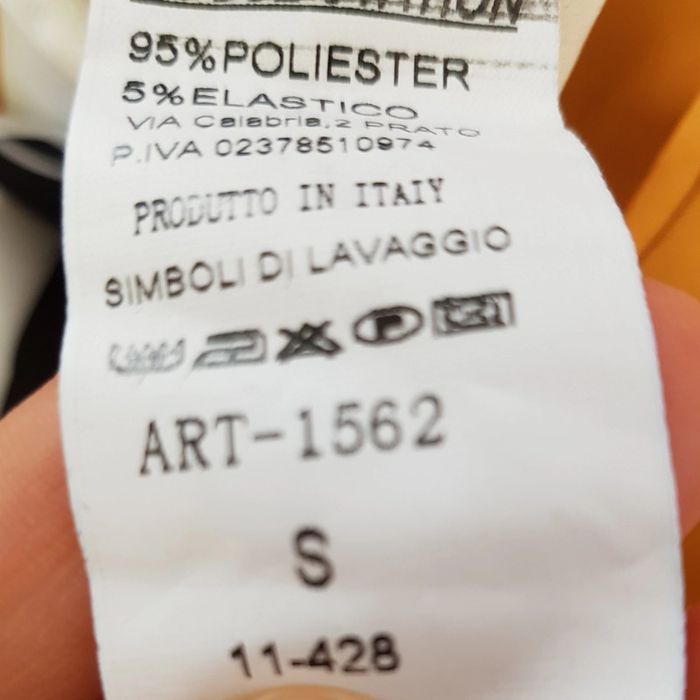 95%POLIESTER
5%ELASTICO
VIA Calabria,2 PRATO
P.IVA 02378510974
PRODUTTO IN ITAIY
SIMBOLI DI LAVAGGIO
P
ART-1562
S
11-428